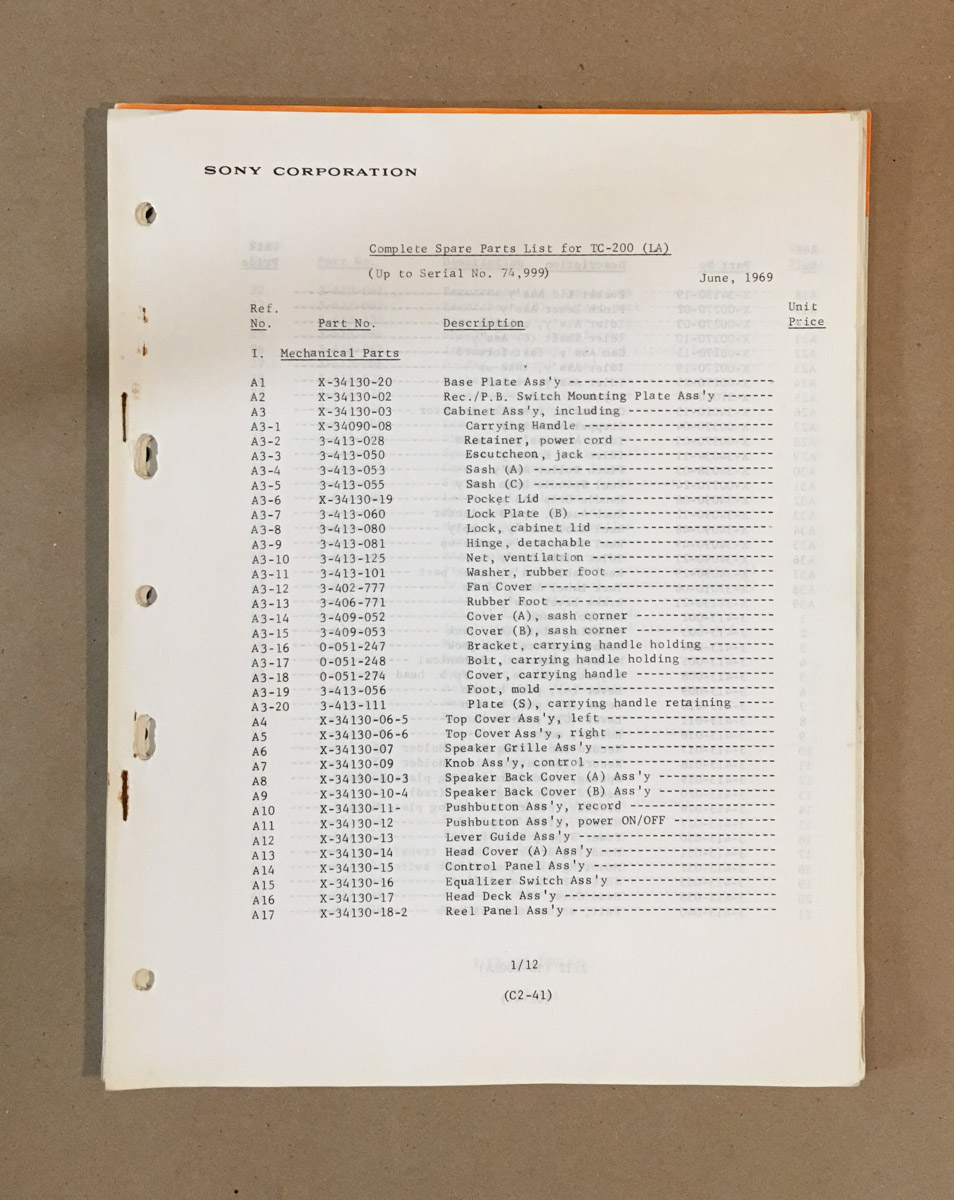 SONY CORPORATION
Complete Spare Parts List for TC-200 (LA)
(Up to Serial No. 74,999)
June, 1969
Ref. Unit
No. Part No. Description Price
I. Mechanical Parts
A1 X-34130-20 Base Plate Ass'y
A2 X-34130-02 Rec./P.B. Switch Mounting Plate Ass'y
A3 X-34130-03 Cabinet Ass'y, including
A3-1 X-34090-08 Carrying Handle
A3-2 3-413-028 Retainer, power cord
A3-3 3-413-050 Escutcheon, jack
A3-4 3-413-053 Sash (A)
A3-5 3-413-055 Sash (C)
A3-6 X-34130-19 Pocket Lid
A3-7 3-413-060 Lock Plate (B)
A3-8 3-413-080 Lock, cabinet lid
A3-9 3-413-081 Hinge, detachable
A3-10 3-413-125 Net, ventilation
A3-11 3-413-101 Washer, rubber foot
A3-12 3-402-777 Fan Cover
A3-13 3-406-771 Rubber Foot
A3-14 3-409-052 Cover (A), sash corner
A3-15 3-409-053 Cover (B), sash corner
A3-16 0-051-247 Bracket, carrying handle holding
A3-17 0-051-248 Bolt, carrying handle holding
A3-18 0-051-274 Cover, carrying handle
A3-19 3-413-056 Foot, mold
A3-20 3-413-111 Plate (S), carrying handle retaining
A4 X-34130-06-5 Top Cover Ass'y, left
A5 X-34130-06-6 Top Cover Ass'y, right
A6 X-34130-07 Speaker Grille Ass'y
A7 X-34130-09 Knob Ass'y, control
A8 X-34130-10-3 Speaker Back Cover (A) Ass'y
A9 X-34130-10-4 Speaker Back Cover (B) Ass'y
A10 X-34130-11- Pushbutton Ass'y, record
A11 X-34130-12 Pushbutton Ass'y, power ON/OFF
A12 X-34130-13 Lever Guide Ass'y
A13 X-34130-14 Head Cover (A) Ass'y
A14 X-34130-15 Control Panel Ass'y
A15 X-34130-16 Equalizer Switch Ass'y
A16 X-34130-17 Head Deck Ass'y
A17 X-34130-18-2 Reel Panel Ass'y
1/12
(C2-41)